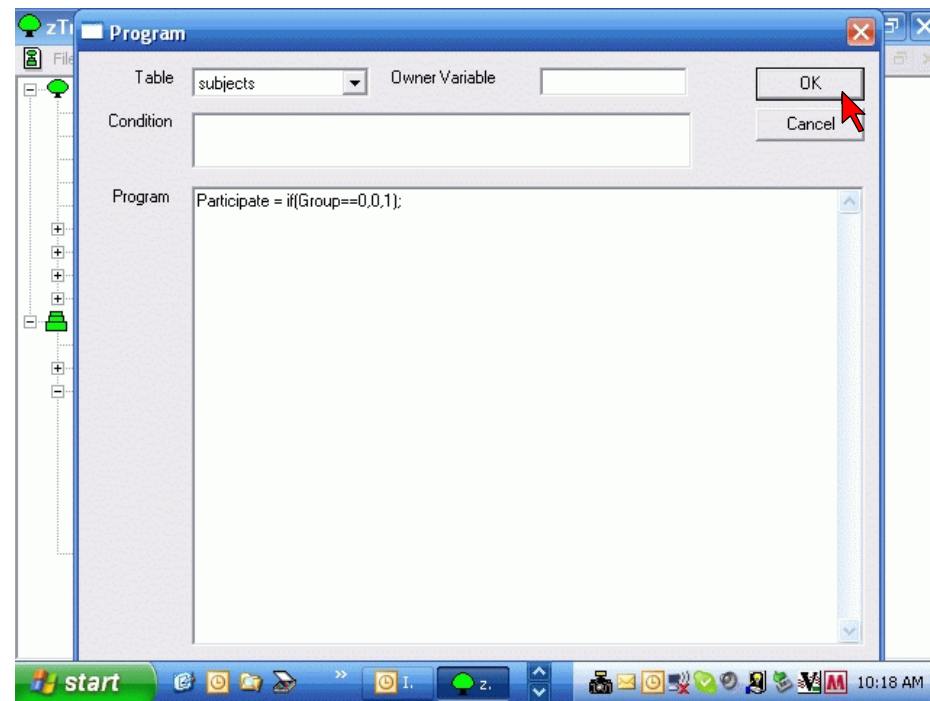 zTr
Program
File
Table
subjects
Owner Variable
OK
Condition
Cancel
Program
Participate = if(Group==0,0,1);
start
»
I.
z.
10:18 AM